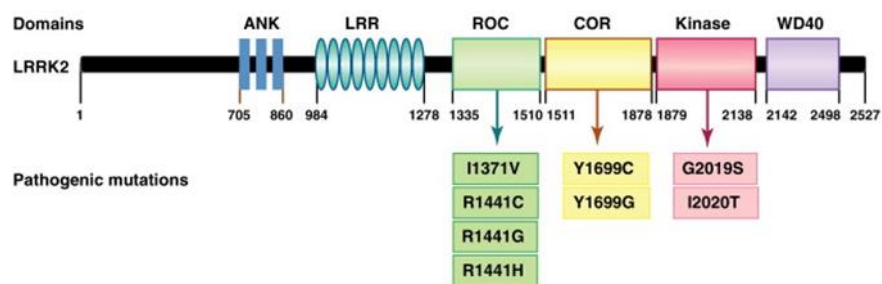 Domains ANK LRR ROC COR Kinase WD40
LRRK2
1 705 860 984 1278 1335 1510 1511 1878 1879 2138 2142 2498 2527
Pathogenic mutations
I1371V Y1699C G2019S
R1441C Y1699G I2020T
R1441G
R1441H